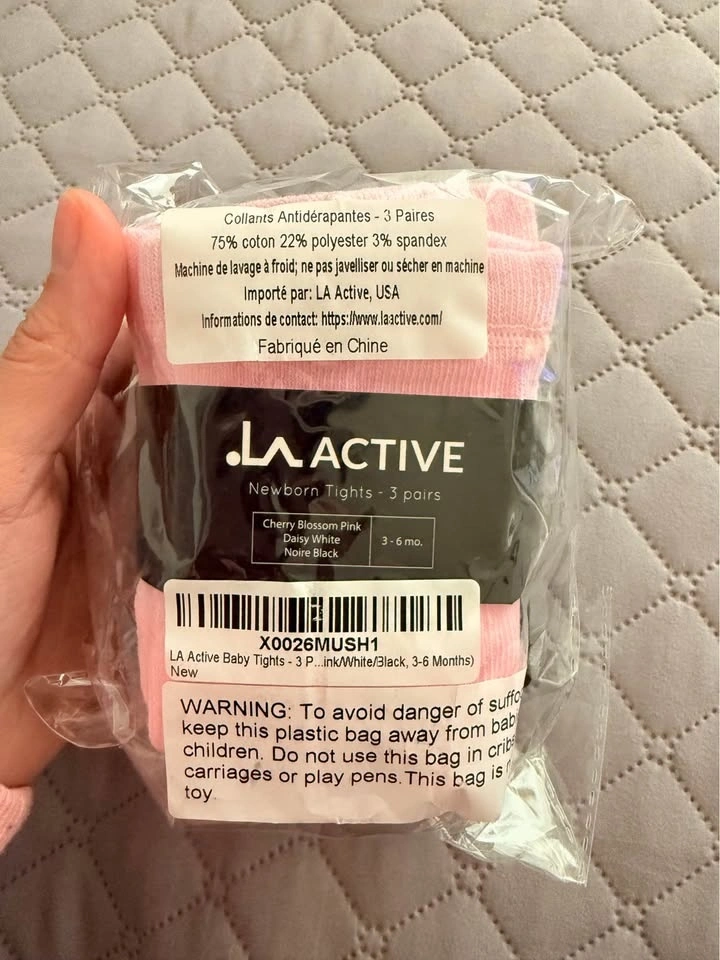 Collants Antidérapantes - 3 Paires
75% coton 22% polyester 3% spandex
Machine de lavage à froid; ne pas javelliser ou sécher en machine
Importé par: LA Active, USA
Informations de contact: https://www.laactive.com/
Fabriqué en Chine
.LA ACTIVE
Newborn Tights - 3 pairs
Cherry Blossom Pink
Daisy White
Noire Black
3 - 6 mo.
X0026MUSH1
LA Active Baby Tights - 3 P...ink/White/Black, 3-6 Months)
New
WARNING: To avoid danger of
keep this plastic bag away from
children. Do not use this bag in
carriages or play pens.This bag is
toy.